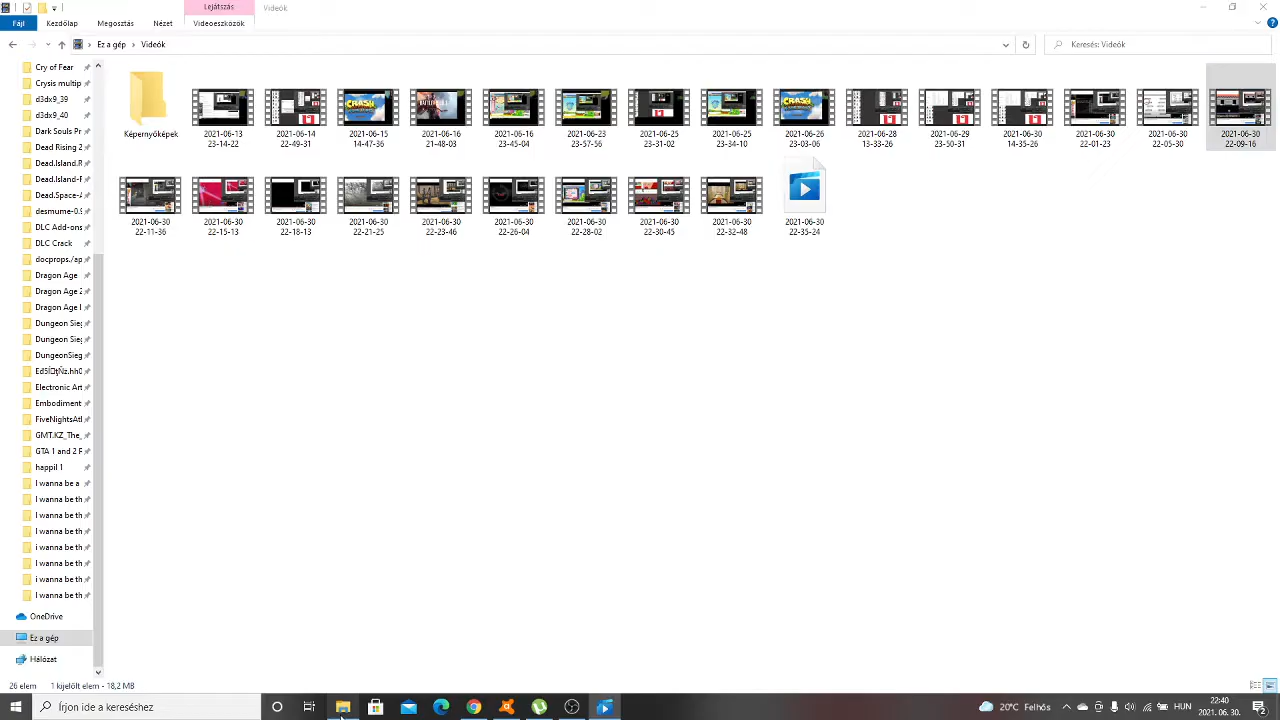 Lejátszás
Videók
Fájl
Kezdőlap
Megosztás
Nézet
Videoeszközök
Ez a gép
Videók
Keresés: Videók
Cry of Fear
Crysis multip
d3dx9_39
d3dx9_40
Dark Souls Pr
Dead Rising 2
Dead.Island.R
Dead.Island-F
Dead.Space-A
desmume-0.9
DLC Add-ons
DLC Crack
docprops./ap
Dragon Age
Dragon Age 2
Dragon Age I
Dungeon Sieg
Dungeon Sieg
DungeonSieg
Electronic Art
Embodiment
FiveNightsAtl
GMT.KZ_The_
GTA 1 and 2 F
happil 1
I wanna be a
I wanna be th
I wanna be th
I wanna be th
i wanna be th
I wanna be th
i wanna be th
I wanna be th
OneDrive
Ez a gép
Hálózat
Képernyőképek
2021-06-13
23-14-22
2021-06-14
22-49-31
2021-06-15
14-47-36
2021-06-16
21-48-03
2021-06-16
23-45-04
2021-06-23
23-57-56
2021-06-25
23-31-02
2021-06-25
23-34-10
2021-06-26
23-03-06
2021-06-28
13-33-26
2021-06-29
23-50-31
2021-06-30
14-35-26
2021-06-30
22-01-23
2021-06-30
22-05-30
2021-06-30
22-09-16
2021-06-30
22-11-36
2021-06-30
22-15-13
2021-06-30
22-18-13
2021-06-30
22-21-25
2021-06-30
22-23-46
2021-06-30
22-26-04
2021-06-30
22-28-02
2021-06-30
22-30-45
2021-06-30
22-32-48
2021-06-30
22-35-24
26 elem
1 kijelölt elem - 18,2 MB
Írjon ide a kereséshez
20°C Felhős
HUN
22:40
2021. 06. 30.